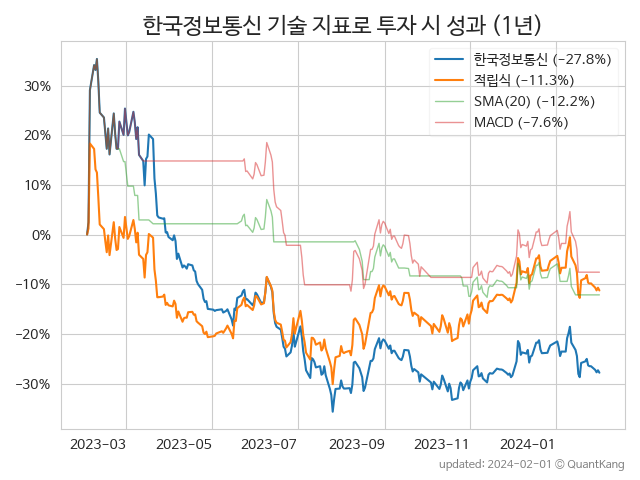 한국정보통신 기술 지표로 투자 시 성과 (1년)
한국정보통신 (−27.8%)
적립식 (−11.3%)
SMA(20) (−12.2%)
MACD (−7.6%)
30%
20%
10%
0%
−10%
−20%
−30%
2023-03 2023-05 2023-07 2023-09 2023-11 2024-01
updated: 2024-02-01 © QuantKang